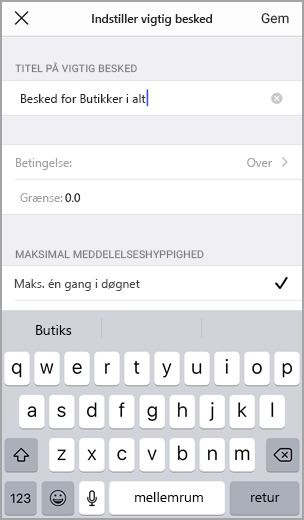 Indstiller vigtig besked
Gem
TITEL PÅ VIGTIG BESKED
Besked for Butikker i alt
Betingelse:
Over
Grænse: 0.0
MAKSIMAL MEDDELELSESHYPPIGHED
Maks. én gang i døgnet
Butiks
q w e r t y u i o p
a s d f g h j k l
z x c v b n m
123 mellemrum retur